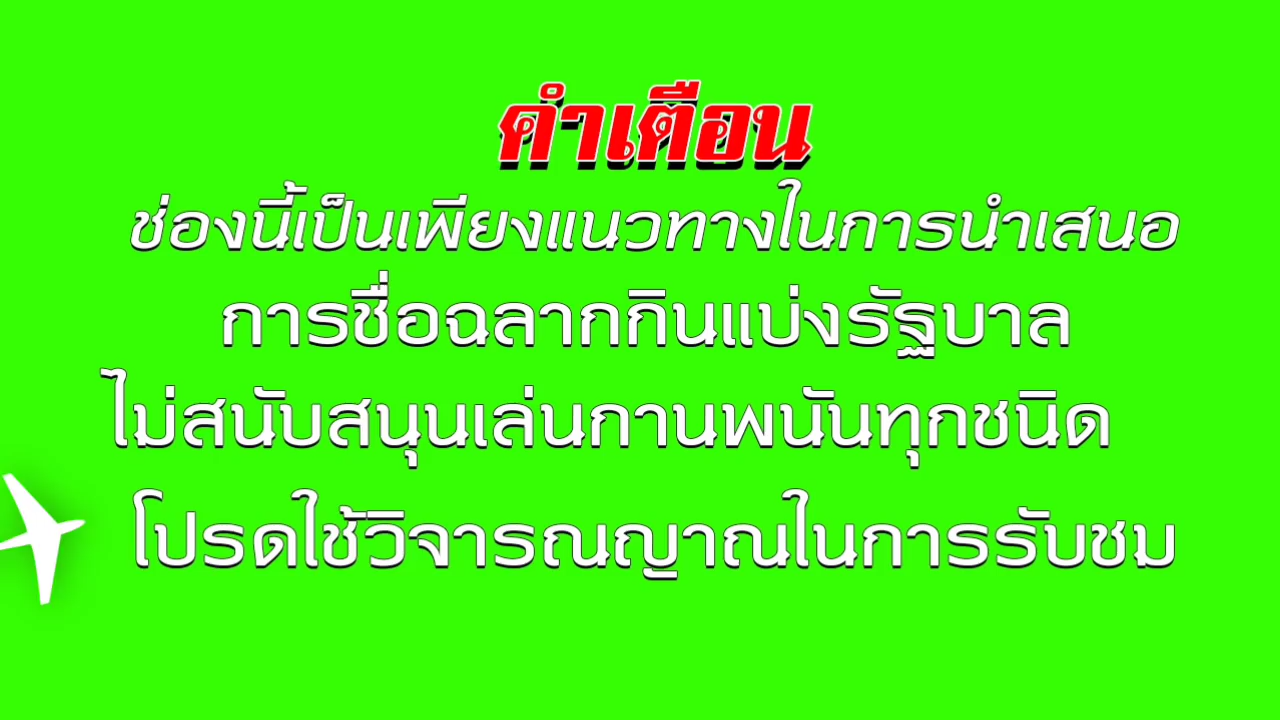 คำเตือน
ช่องนี้เป็นเพียงแนวทางในการนำเสนอ
การชื่อฉลากกินแบ่งรัฐบาล
ไม่สนับสนุนเล่นกานพนันทุกชนิด
โปรดใช้วิจารณญาณในการรับชม